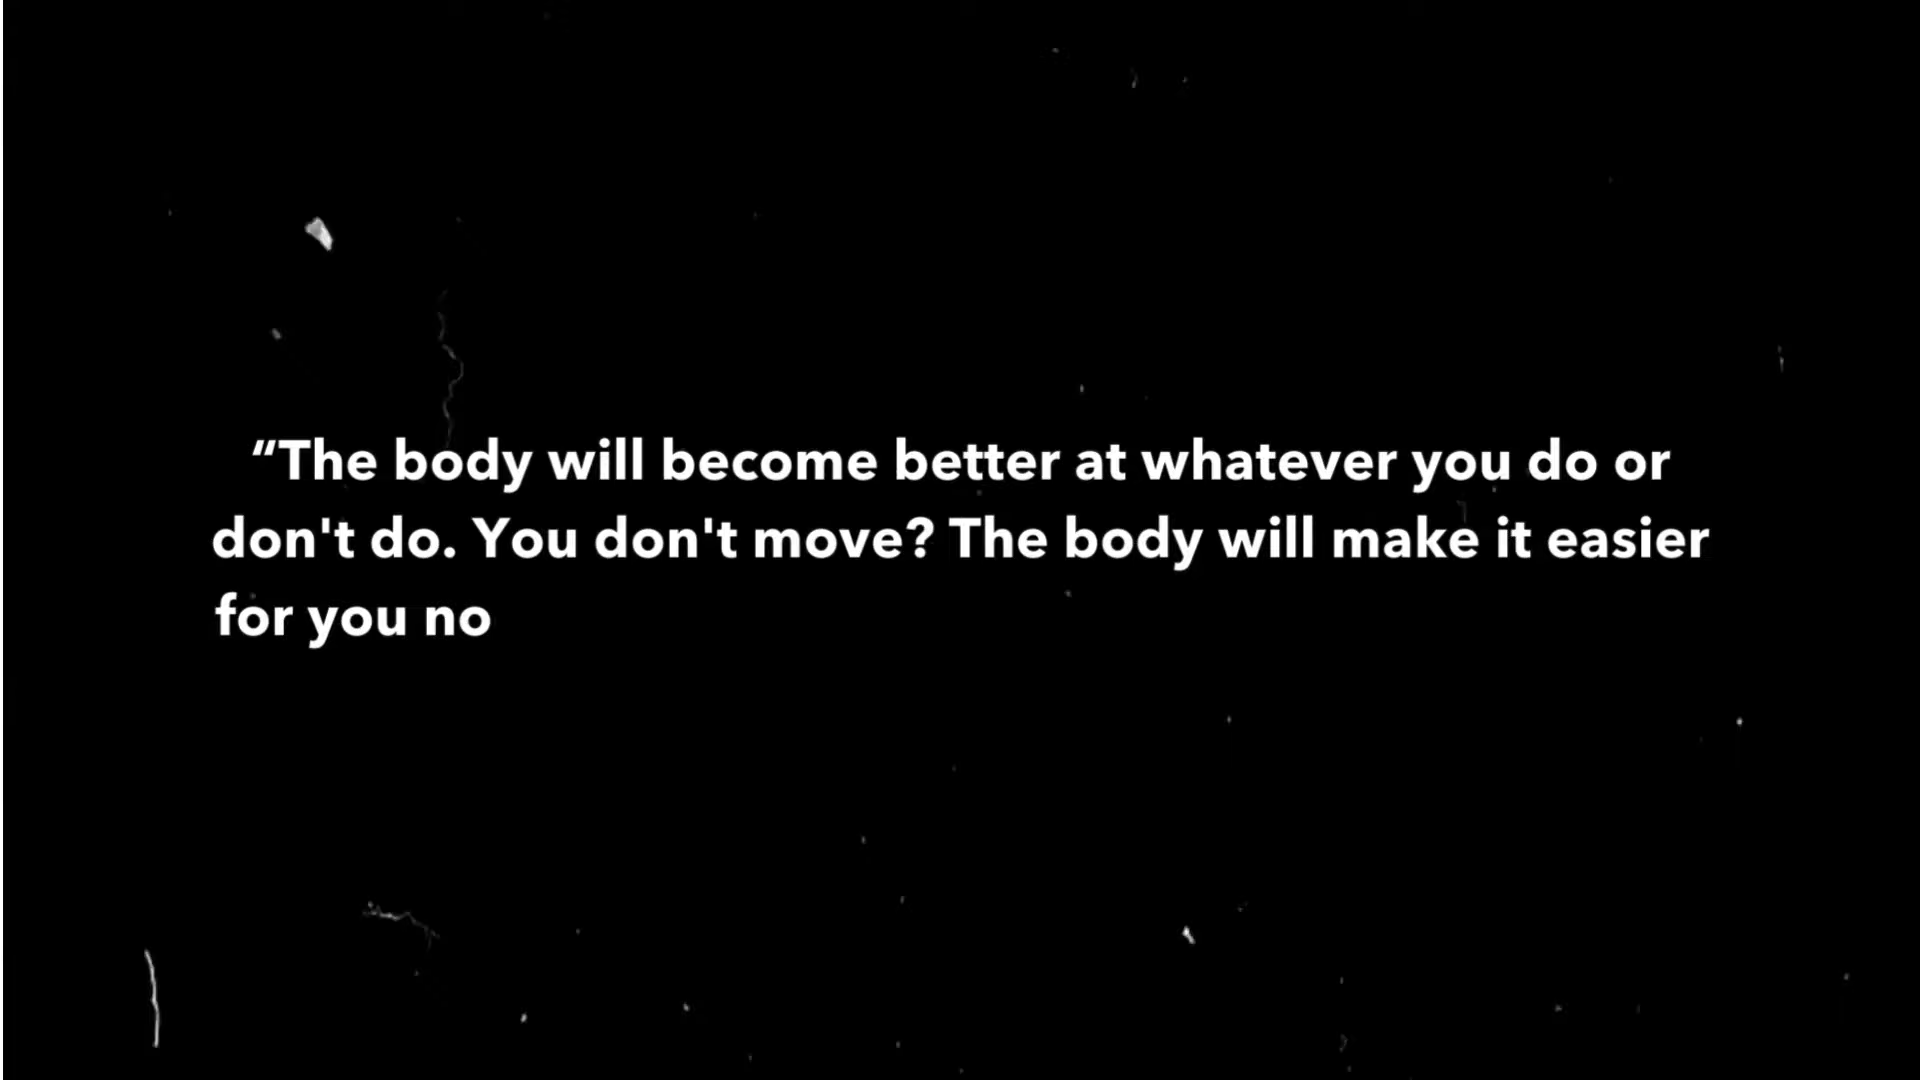 “The body will become better at whatever you do or
don't do. You don't move? The body will make it easier
for you no